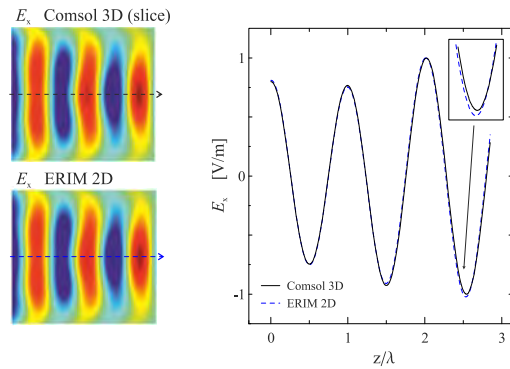 Eₓ Comsol 3D (slice)
Eₓ ERIM 2D
Eₓ [V/m]
1
0
-1
Comsol 3D
ERIM 2D
0
1
2
3
z/λ